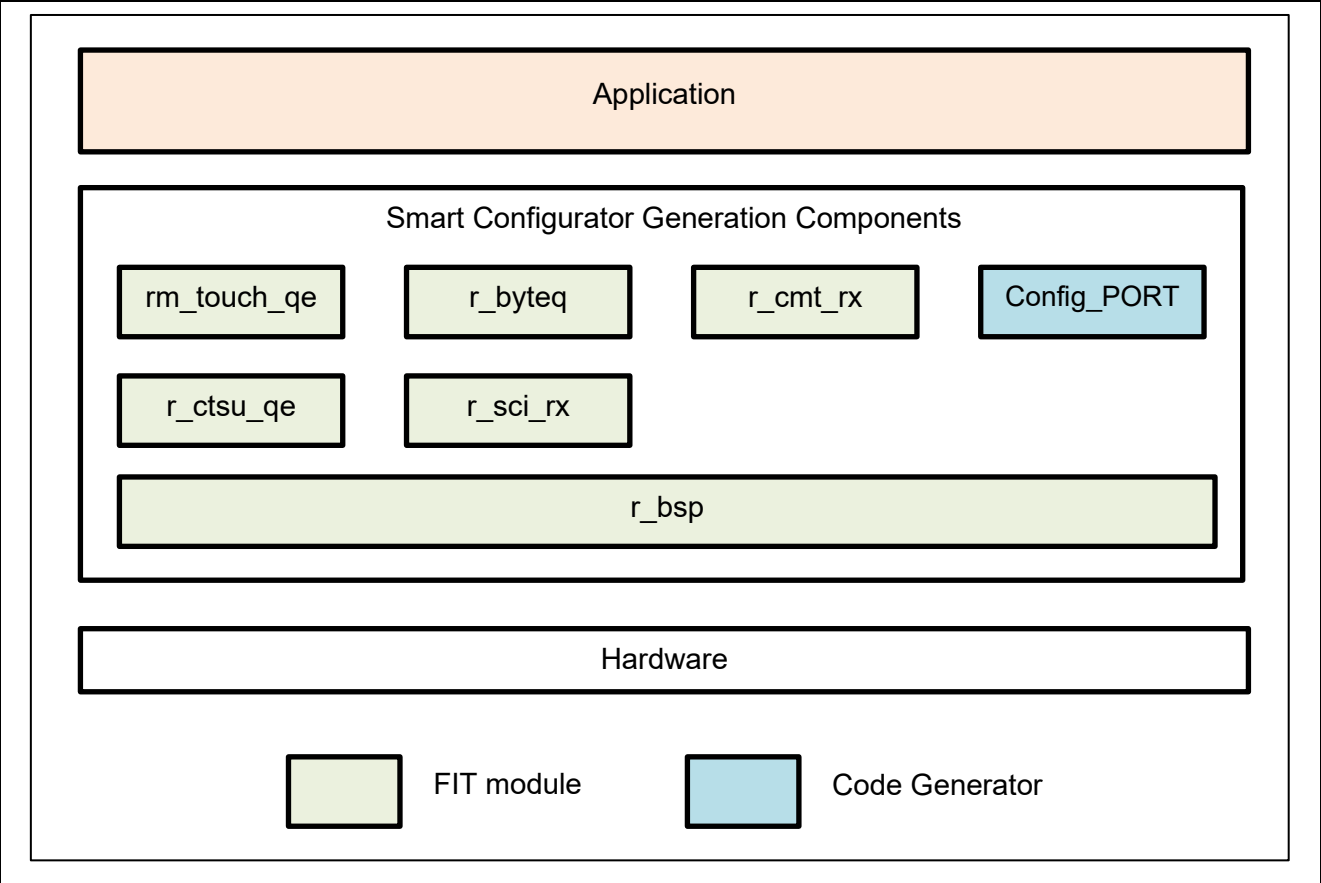 Application
Smart Configurator Generation Components
rm_touch_qe
r_byteq
r_cmt_rx
Config_PORT
r_ctsu_qe
r_sci_rx
r_bsp
Hardware
FIT module
Code Generator